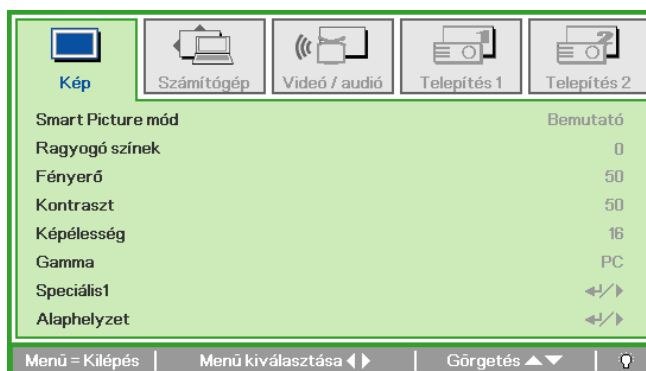 Kép Számítógép Videó / audió Telepítés 1 Telepítés 2
Smart Picture mód Bemutató
Ragyogó színek 0
Fényerő 50
Kontraszt 50
Képélesség 16
Gamma PC
Speciális1
Alaphelyzet
Menü = Kilépés Menü kiválasztása Görgetés